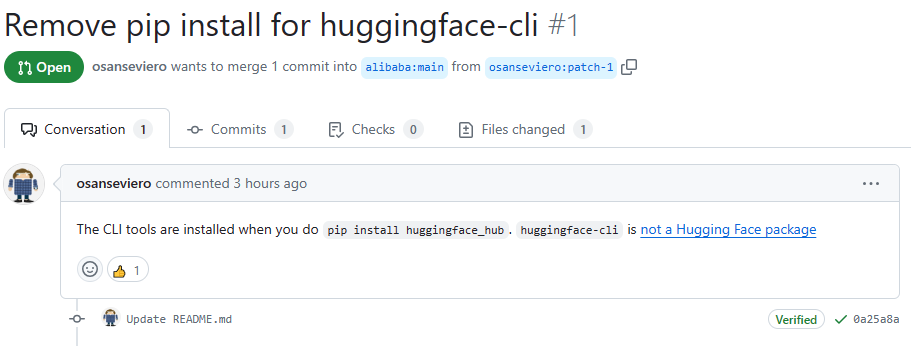 Remove pip install for huggingface-cli #1
Open osanseviero wants to merge 1 commit into alibaba:main from osanseviero:patch-1
Conversation 1 Commits 1 Checks 0 Files changed 1
osanseviero commented 3 hours ago
The CLI tools are installed when you do pip install huggingface_hub. huggingface-cli is not a Hugging Face package
1
Update README.md Verified 0a25a8a